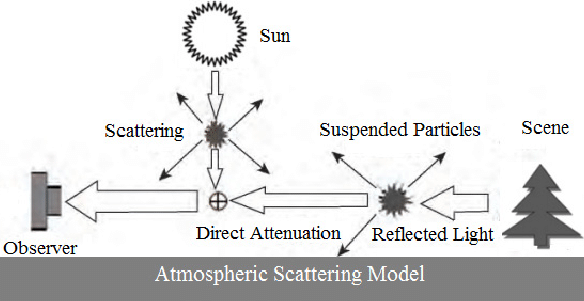 Sun
Scattering
Suspended Particles
Scene
Observer
Direct Attenuation
Reflected Light
Atmospheric Scattering Model